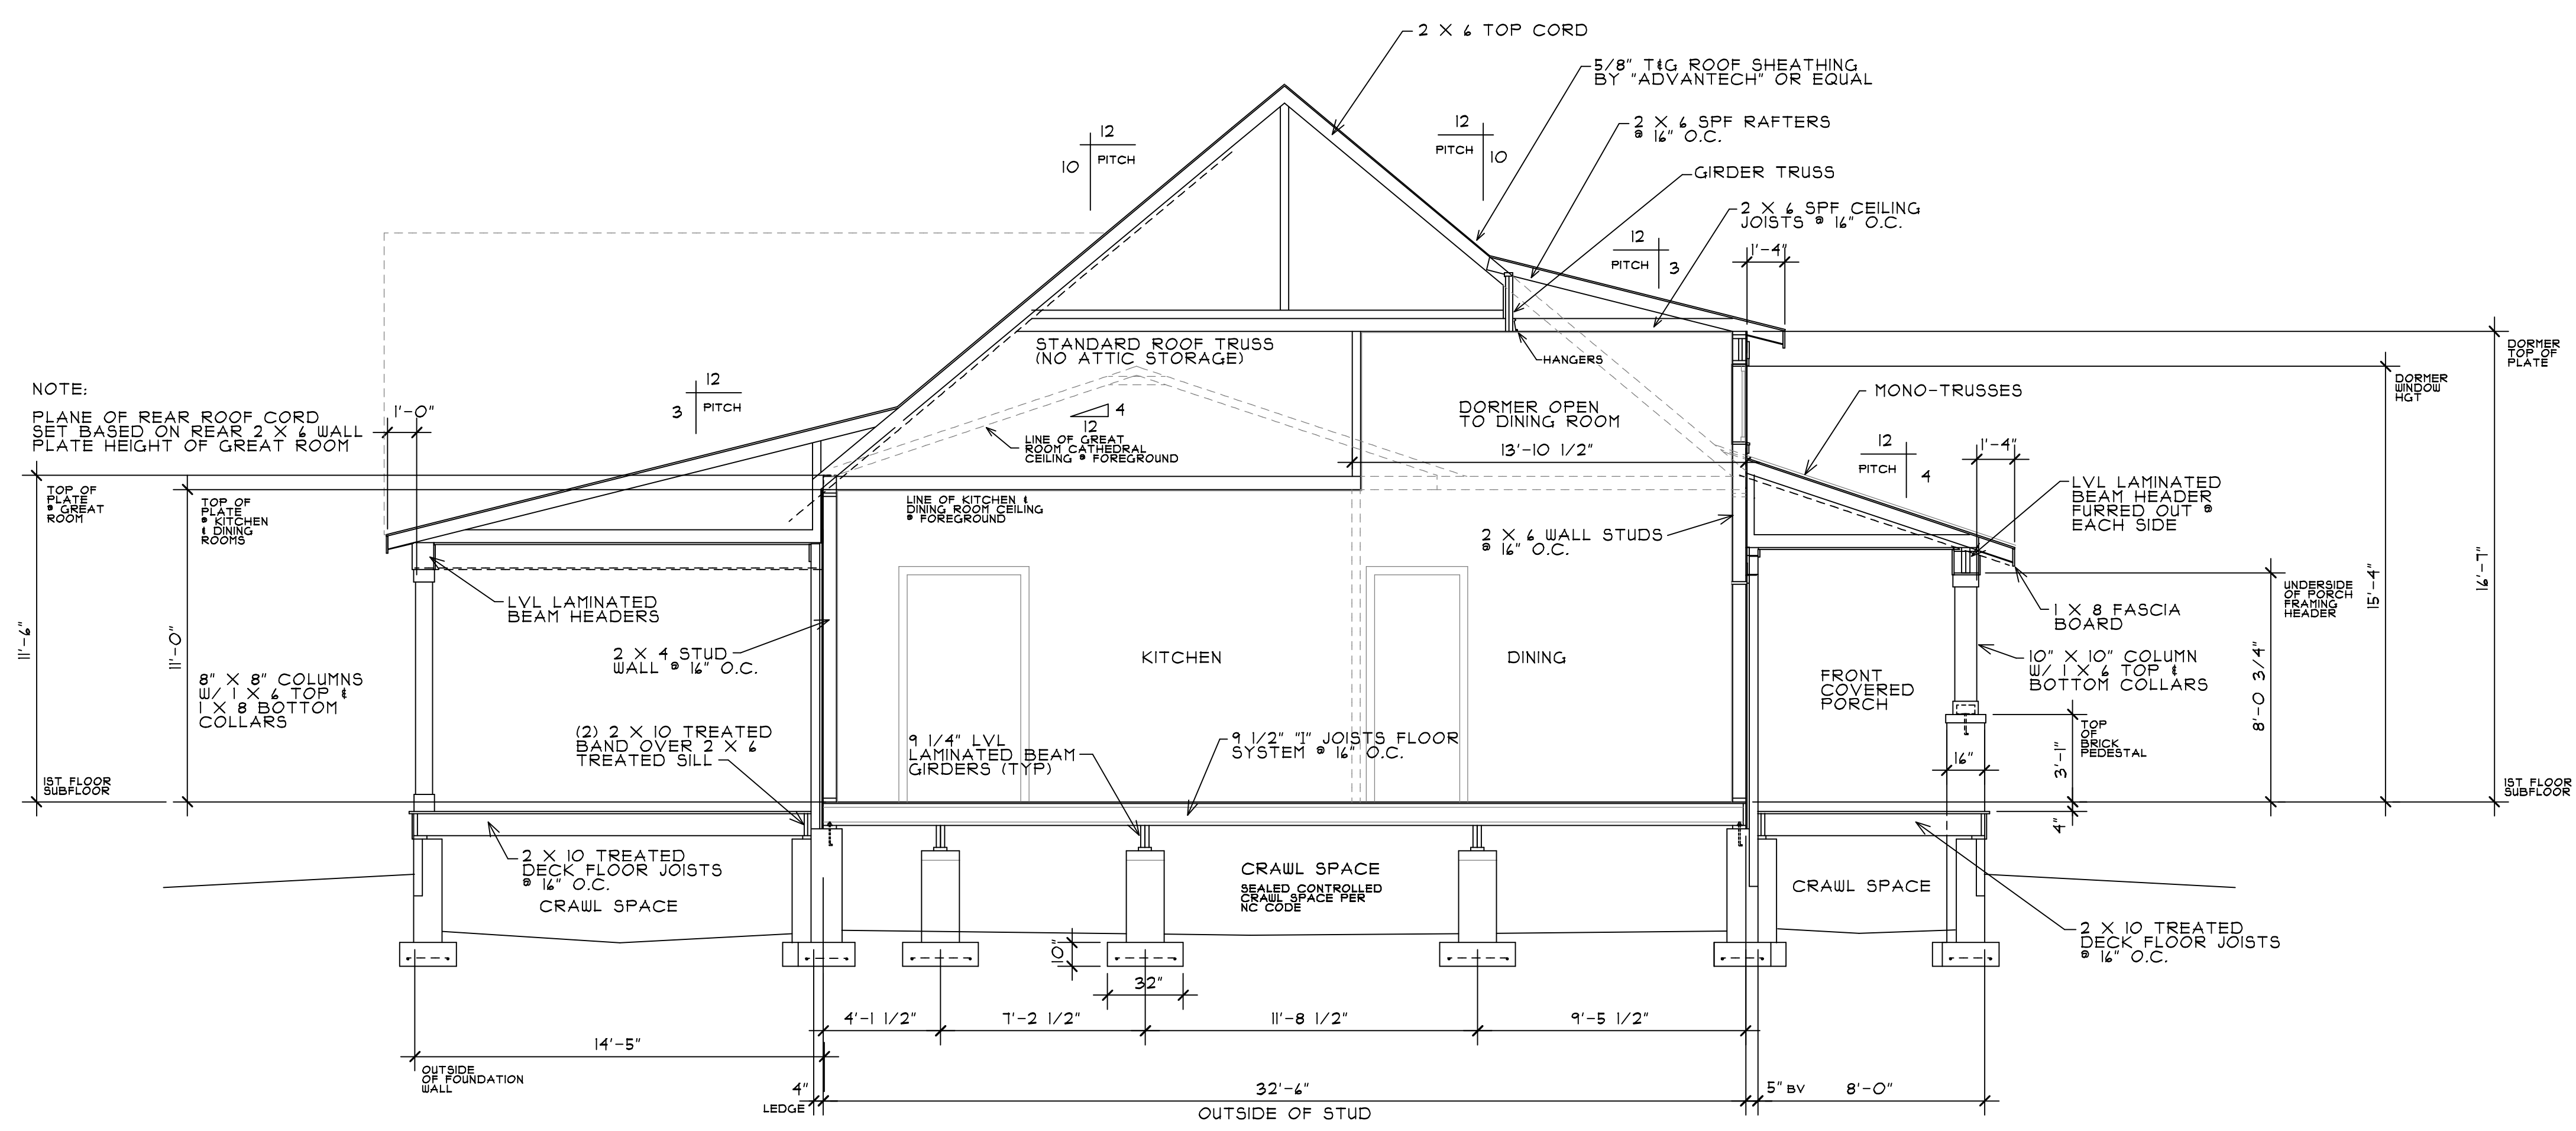 2 X 6 TOP CORD
5/8" T&G ROOF SHEATHING
BY "ADVANTECH" OR EQUAL
12
10
PITCH
12
PITCH
10
2 X 6 SPF RAFTERS
@ 16" O.C.
GIRDER TRUSS
2 X 6 SPF CEILING
JOISTS @ 16" O.C.
12
PITCH
3
1'-4"
STANDARD ROOF TRUSS
(NO ATTIC STORAGE)
HANGERS
DORMER
TOP OF
PLATE
DORMER
WINDOW
HGT
NOTE:
PLANE OF REAR ROOF CORD
SET BASED ON REAR 2 X 6 WALL
PLATE HEIGHT OF GREAT ROOM
1'-0"
12
3
PITCH
4
12
LINE OF GREAT
ROOM CATHEDRAL
CEILING @ FOREGROUND
DORMER OPEN
TO DINING ROOM
13'-10 1/2"
MONO-TRUSSES
12
PITCH
4
1'-4"
LVL LAMINATED
BEAM HEADER
FURRED OUT @
EACH SIDE
TOP OF
PLATE
@ GREAT
ROOM
TOP OF
PLATE
@ KITCHEN
& DINING
ROOMS
LINE OF KITCHEN &
DINING ROOM CEILING
@ FOREGROUND
2 X 6 WALL STUDS
@ 16" O.C.
11'-6"
11'-0"
LVL LAMINATED
BEAM HEADERS
2 X 4 STUD
WALL @ 16" O.C.
KITCHEN
DINING
FRONT
COVERED
PORCH
1 X 8 FASCIA
BOARD
10" X 10" COLUMN
W/ 1 X 6 TOP &
BOTTOM COLLARS
UNDERSIDE
OF PORCH
FRAMING
HEADER
15'-4"
16'-7"
8'-0 3/4"
8" X 8" COLUMNS
W/ 1 X 6 TOP &
1 X 8 BOTTOM
COLLARS
(2) 2 X 10 TREATED
BAND OVER 2 X 6
TREATED SILL
9 1/4" LVL
LAMINATED BEAM
GIRDERS (TYP)
9 1/2" "I" JOISTS FLOOR
SYSTEM @ 16" O.C.
16"
3'-1"
TOP
OF
BRICK
PEDESTAL
4"
1ST FLOOR
SUBFLOOR
1ST FLOOR
SUBFLOOR
2 X 10 TREATED
DECK FLOOR JOISTS
@ 16" O.C.
CRAWL SPACE
CRAWL SPACE
SEALED CONTROLLED
CRAWL SPACE PER
NC CODE
CRAWL SPACE
2 X 10 TREATED
DECK FLOOR JOISTS
@ 16" O.C.
10"
32"
4'-1 1/2"
7'-2 1/2"
11'-8 1/2"
9'-5 1/2"
14'-5"
OUTSIDE
OF FOUNDATION
WALL
4"
LEDGE
32'-6"
OUTSIDE OF STUD
5" BV
8'-0"